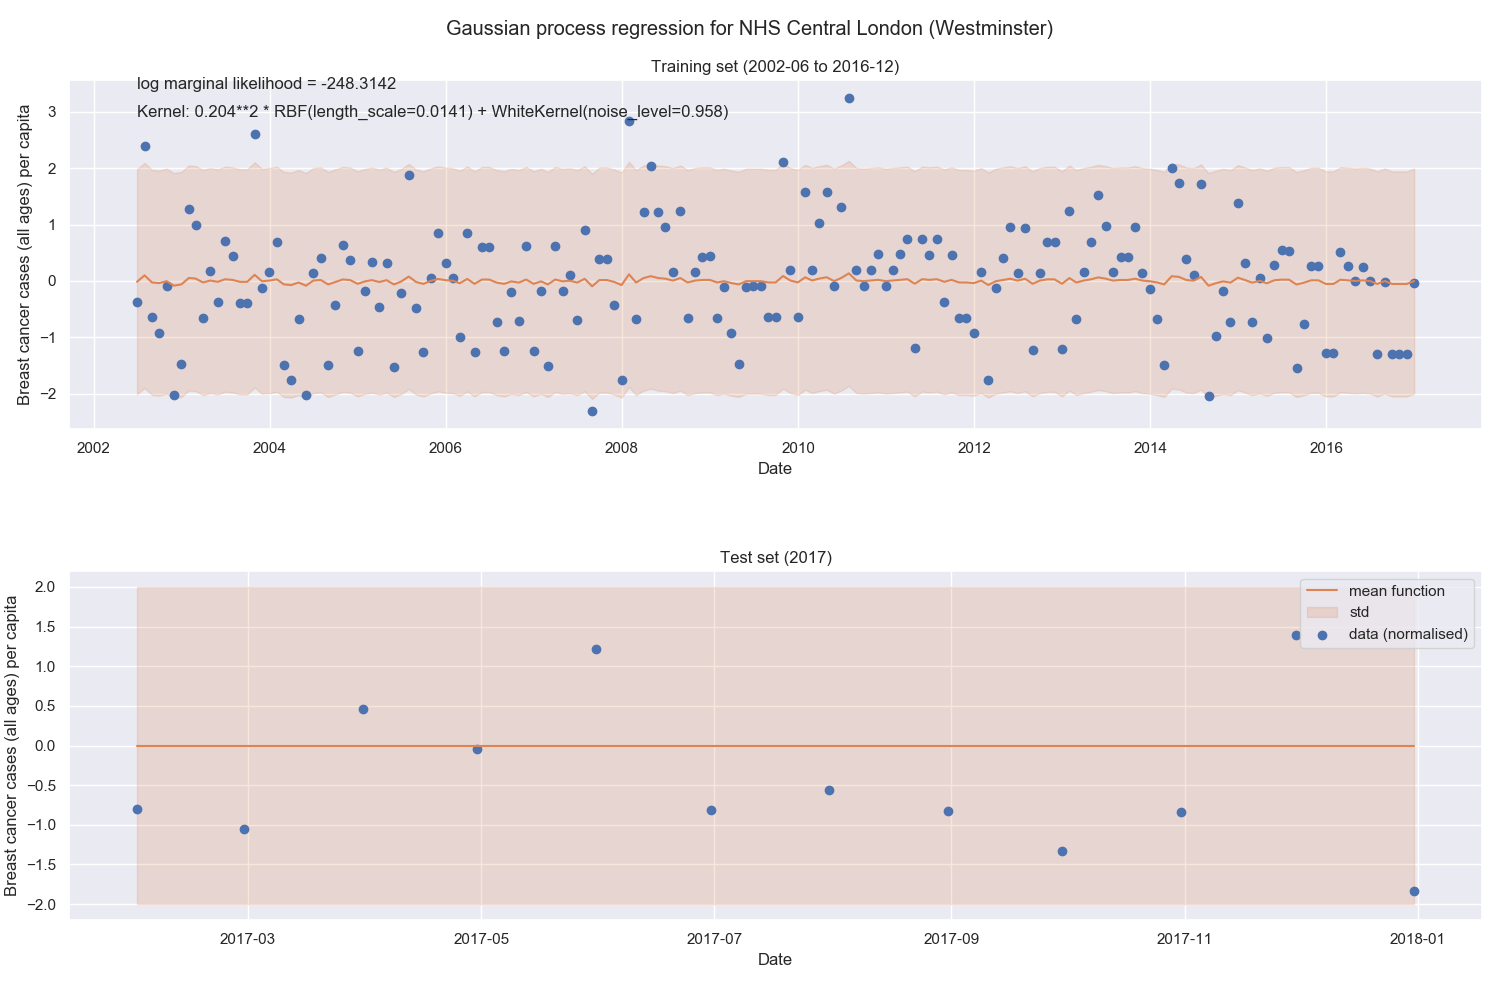 Gaussian process regression for NHS Central London (Westminster)
Training set (2002-06 to 2016-12)
log marginal likelihood = -248.3142
Kernel: 0.204**2 * RBF(length_scale=0.0141) + WhiteKernel(noise_level=0.958)
Breast cancer cases (all ages) per capita
3
2
1
0
−1
−2
2002 2004 2006 2008 2010 2012 2014 2016
Date
Test set (2017)
Breast cancer cases (all ages) per capita
2.0
1.5
1.0
0.5
0.0
−0.5
−1.0
−1.5
−2.0
mean function
std
data (normalised)
2017-03 2017-05 2017-07 2017-09 2017-11 2018-01
Date